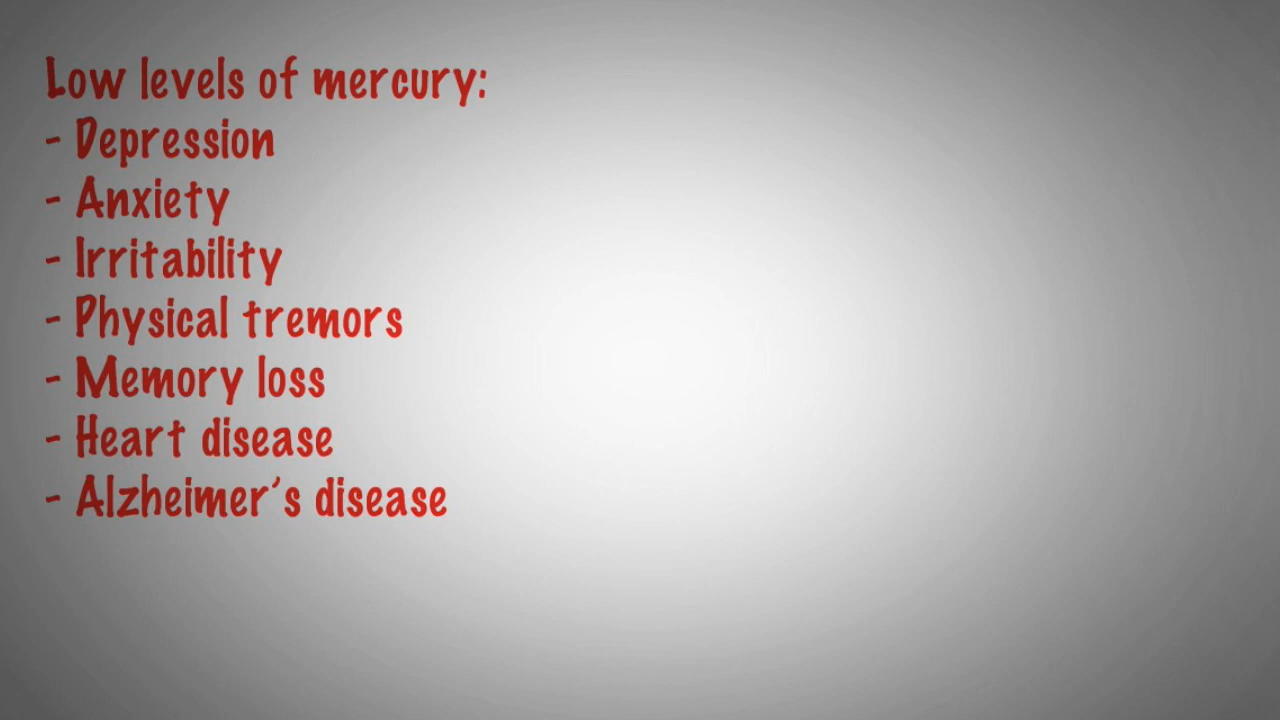 Low levels of mercury:
- Depression
- Anxiety
- Irritability
- Physical tremors
- Memory loss
- Heart disease
- Alzheimer's disease